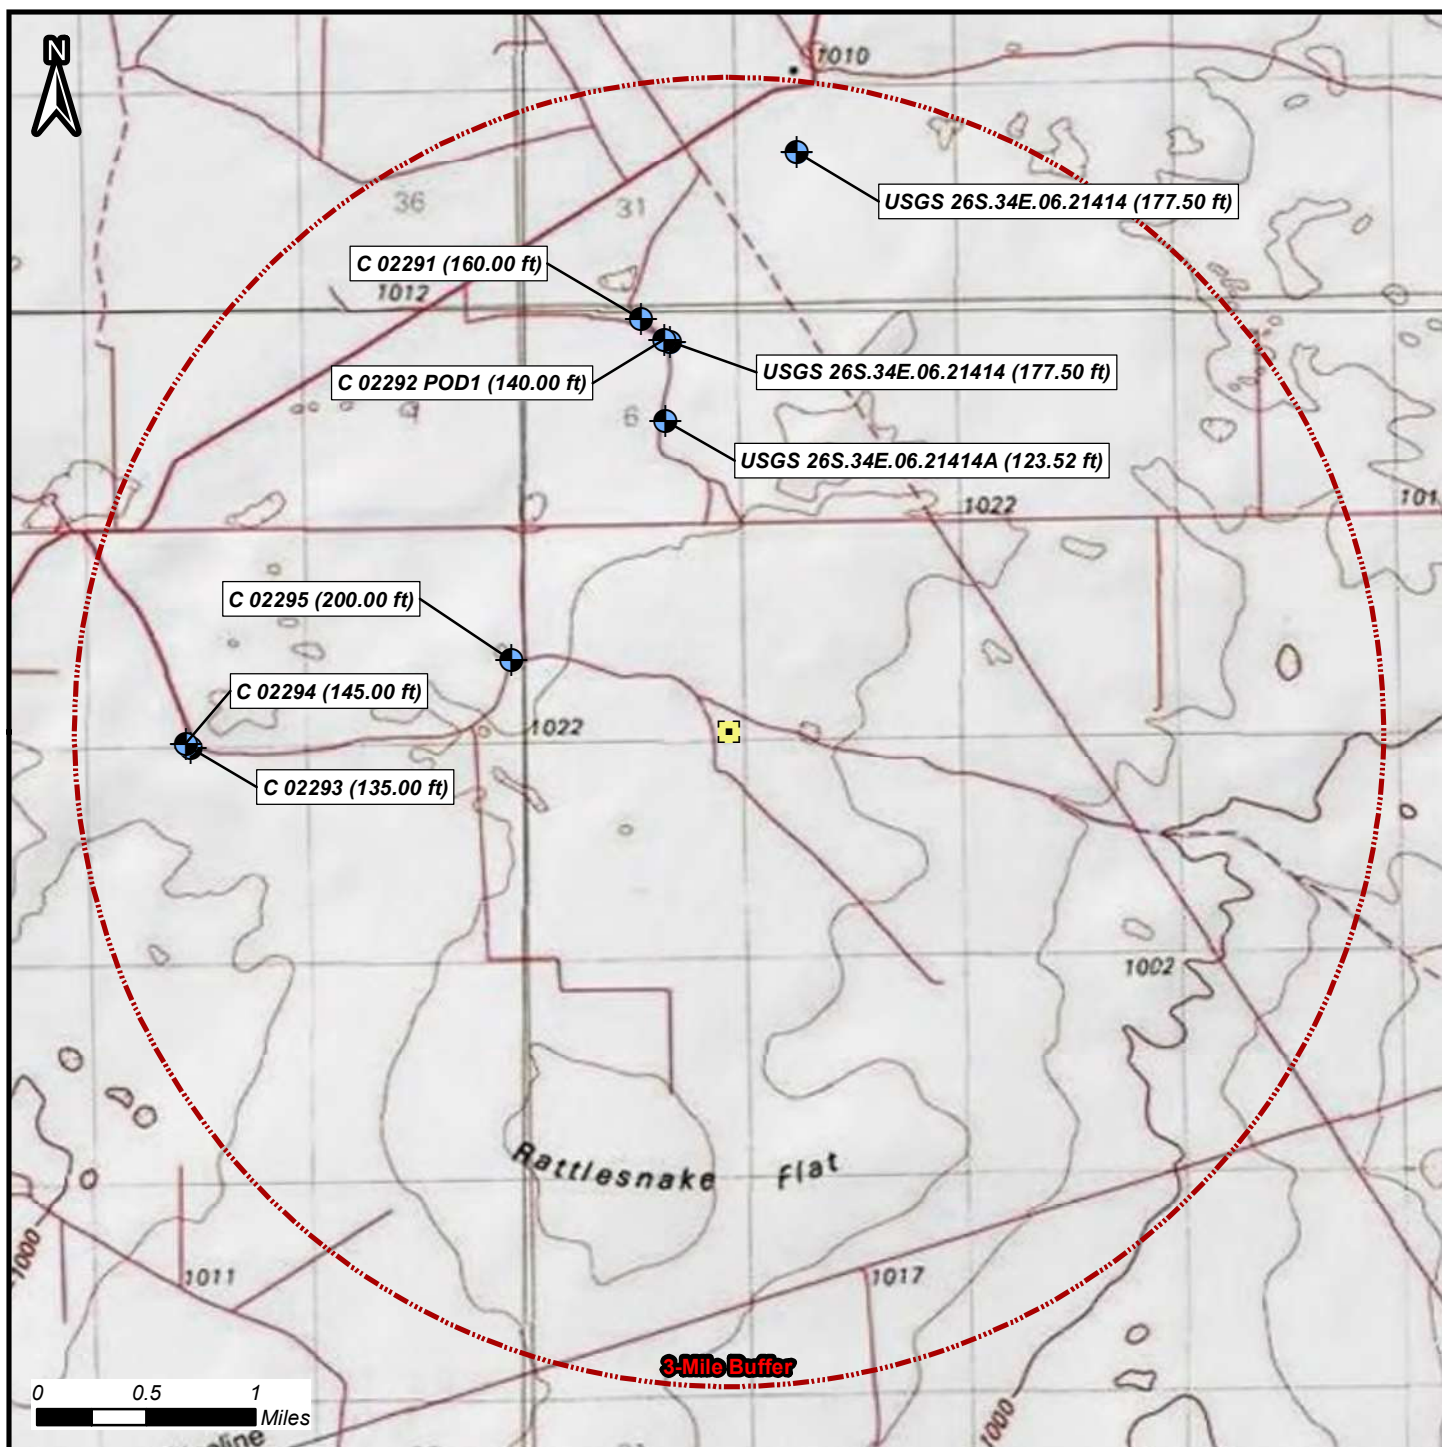 N
1010
USGS 26S.34E.06.21414 (177.50 ft)
36
31
C 02291 (160.00 ft)
1012
C 02292 POD1 (140.00 ft)
USGS 26S.34E.06.21414 (177.50 ft)
6
USGS 26S.34E.06.21414A (123.52 ft)
1022
101
C 02295 (200.00 ft)
C 02294 (145.00 ft)
1022
C 02293 (135.00 ft)
1002
Rattlesnake Flat
1000
1011
1017
3-Mile Buffer
0 0.5 1
Miles
1000